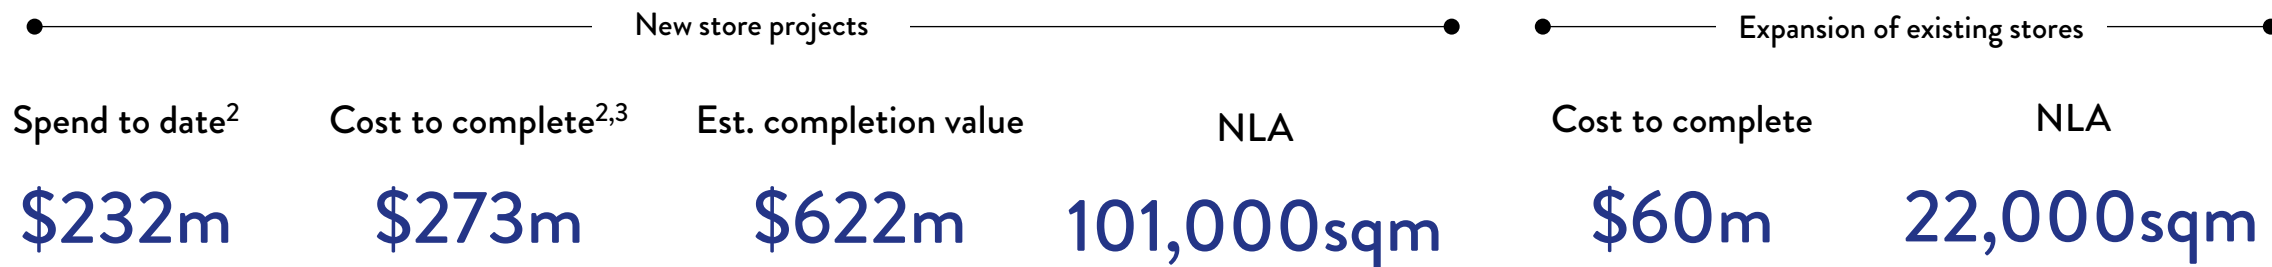 New store projects
Expansion of existing stores
Spend to date2
Cost to complete2,3
Est. completion value
NLA
Cost to complete
NLA
$232m
$273m
$622m
101,000sqm
$60m
22,000sqm